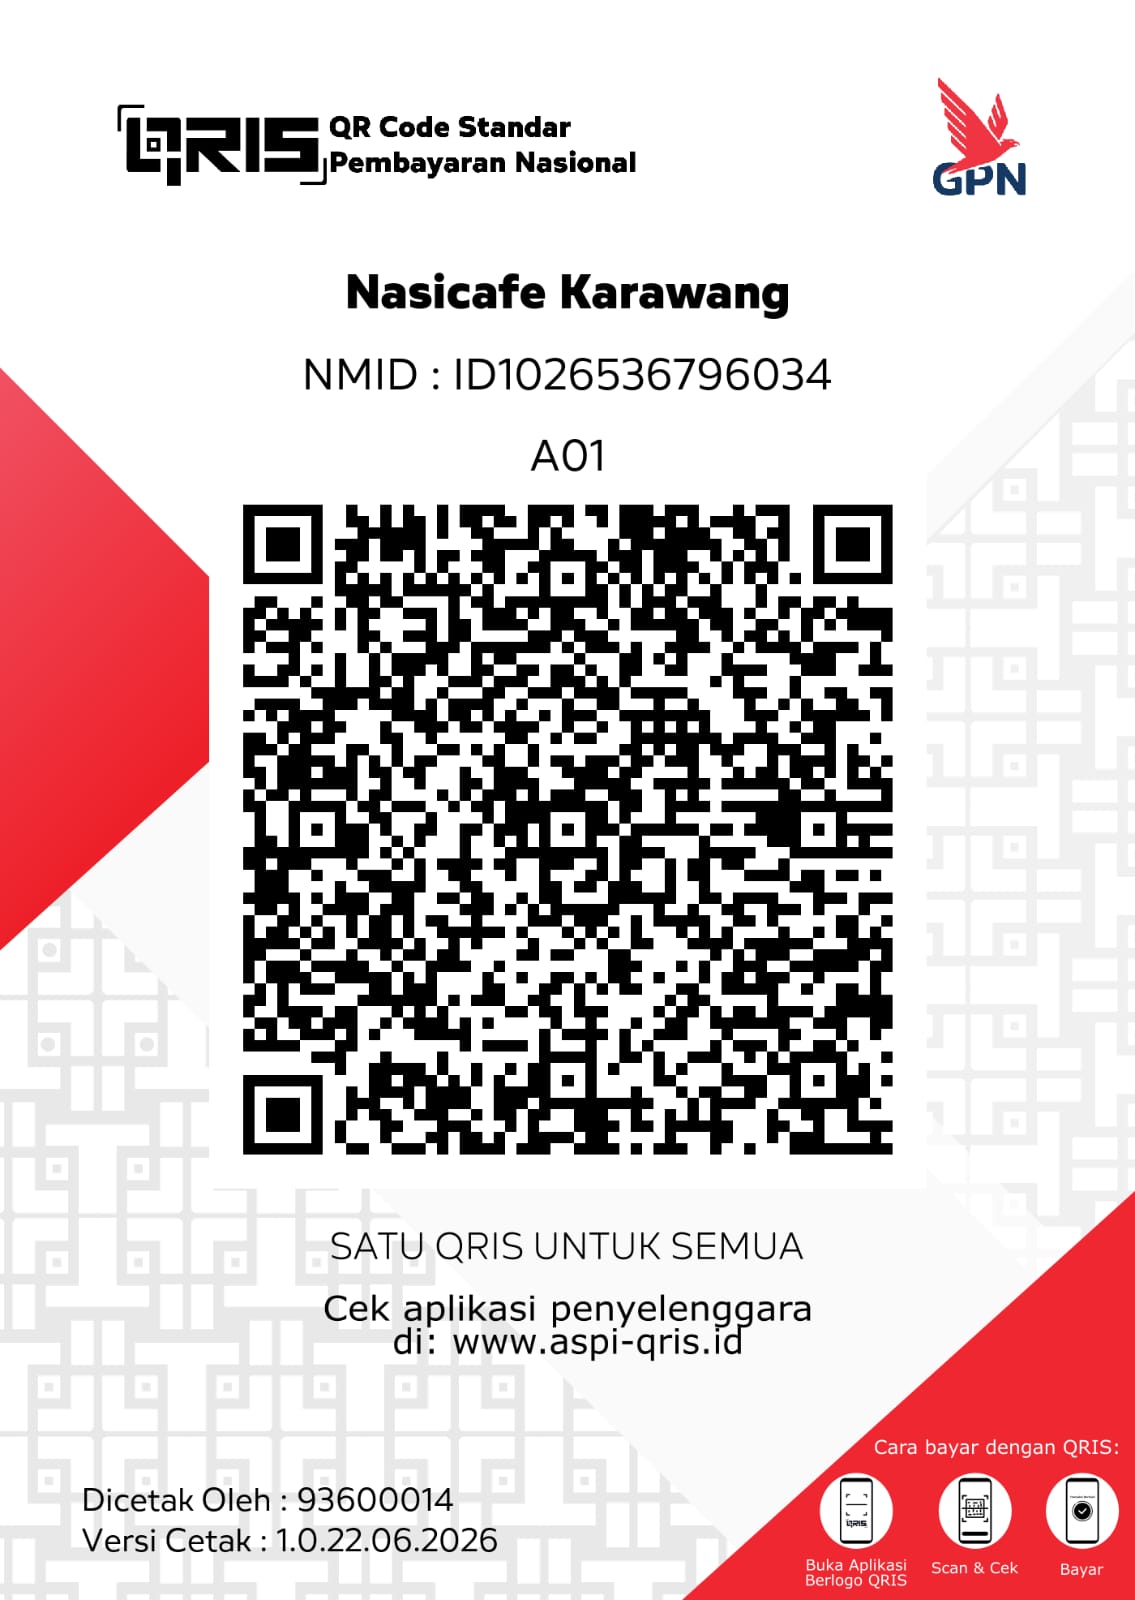 QRIS
QR Code Standar
Pembayaran Nasional
GPN
Nasicafe Karawang
NMID : ID1026536796034
A01
SATU QRIS UNTUK SEMUA
Cek aplikasi penyelenggara
di: www.aspi-qris.id
Dicetak Oleh : 93600014
Versi Cetak : 1.0.22.06.2026
Cara bayar dengan QRIS:
QRIS
Buka Aplikasi
Berlogo QRIS
Scan & Cek
Bayar